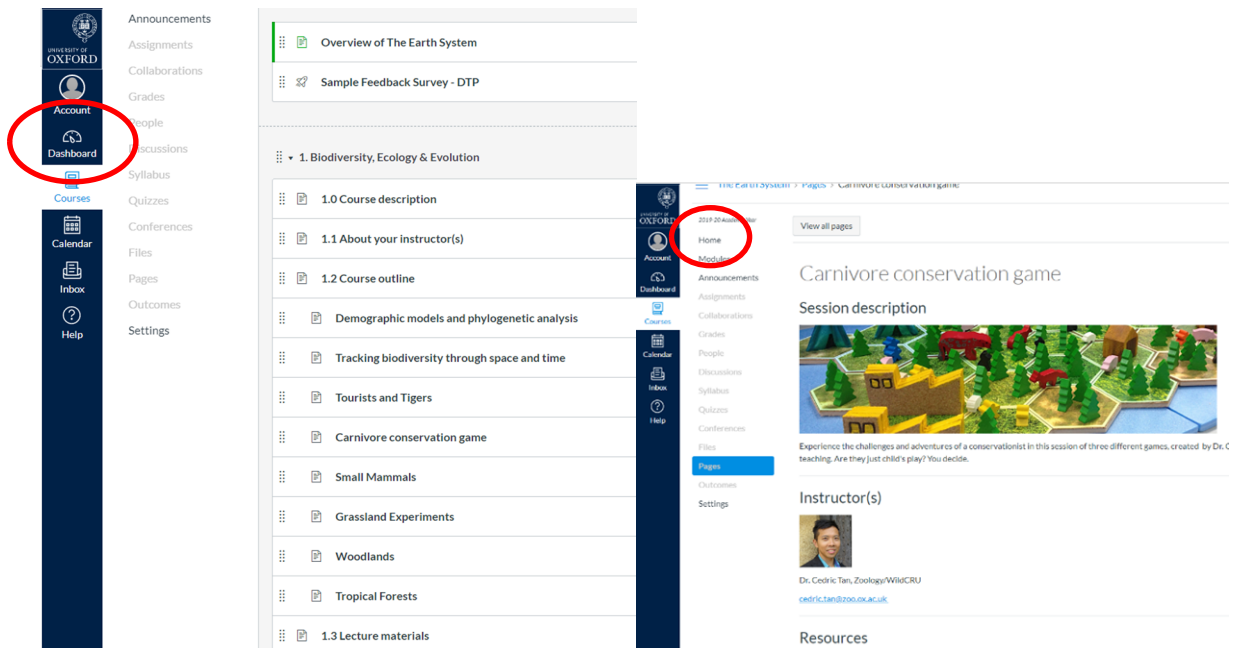 UNIVERSITY OF
OXFORD
Account
Dashboard
Courses
Calendar
Inbox
Help
Announcements
Assignments
Collaborations
Grades
People
Discussions
Syllabus
Quizzes
Conferences
Files
Pages
Outcomes
Settings
Overview of The Earth System
Sample Feedback Survey - DTP
1. Biodiversity, Ecology & Evolution
1.0 Course description
1.1 About your instructor(s)
1.2 Course outline
Demographic models and phylogenetic analysis
Tracking biodiversity through space and time
Tourists and Tigers
Carnivore conservation game
Small Mammals
Grassland Experiments
Woodlands
Tropical Forests
1.3 Lecture materials
The Earth System > Pages > Carnivore conservation game
UNIVERSITY OF
OXFORD
Account
Dashboard
Courses
Calendar
Inbox
Help
2019-20
Home
Modules
Announcements
Assignments
Collaborations
Grades
People
Discussions
Syllabus
Quizzes
Conferences
Files
Pages
Outcomes
Settings
View all pages
Carnivore conservation game
Session description
Experience the challenges and adventures of a conservationist in this session of three different games, created by Dr. C
teaching. Are they just child's play? You decide.
Instructor(s)
Dr. Cedric Tan, Zoology/WildCRU
cedric.tan@zoo.ox.ac.uk
Resources